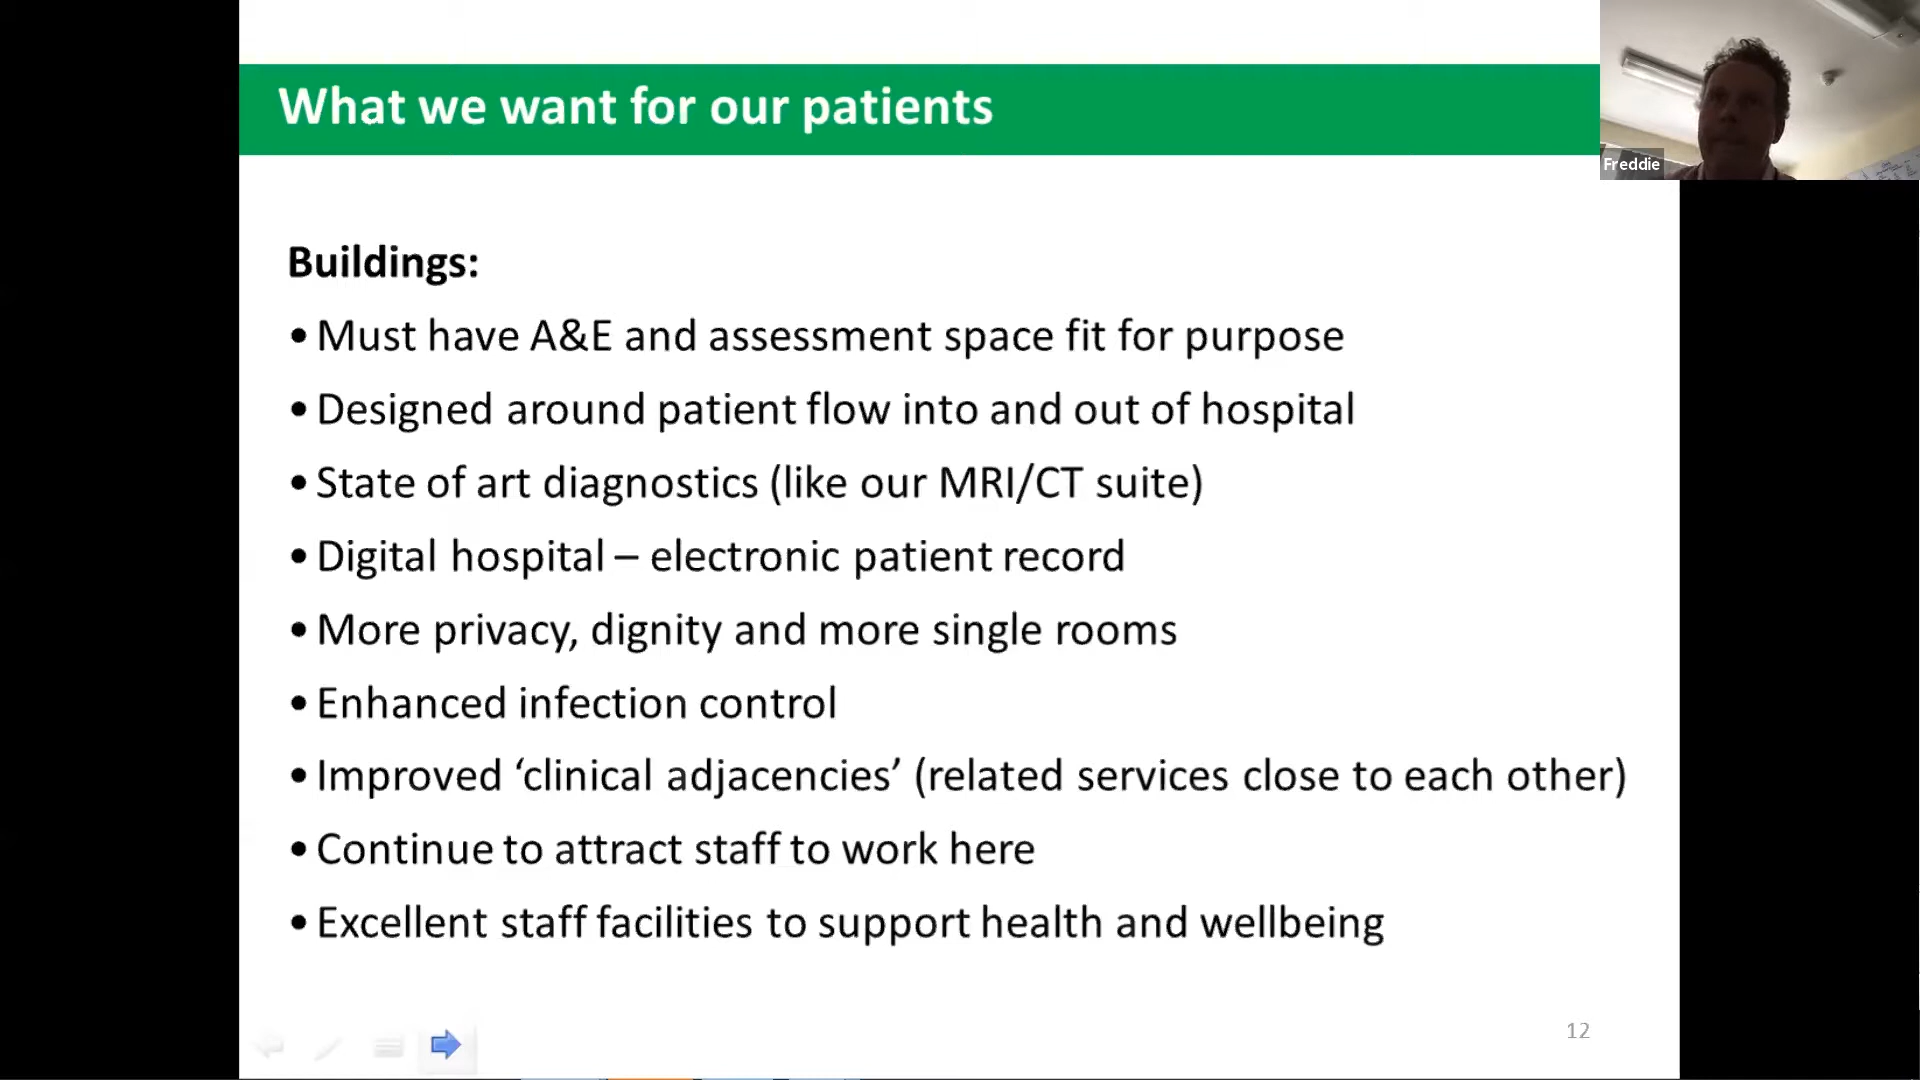 What we want for our patients
Freddie
Buildings:
• Must have A&E and assessment space fit for purpose
• Designed around patient flow into and out of hospital
• State of art diagnostics (like our MRI/CT suite)
• Digital hospital – electronic patient record
• More privacy, dignity and more single rooms
• Enhanced infection control
• Improved ‘clinical adjacencies’ (related services close to each other)
• Continue to attract staff to work here
• Excellent staff facilities to support health and wellbeing
12